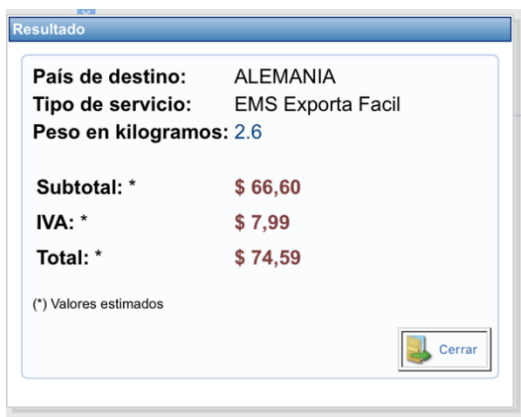 Resultado
País de destino: ALEMANIA
Tipo de servicio: EMS Exporta Facil
Peso en kilogramos: 2.6
Subtotal: * $ 66,60
IVA: * $ 7,99
Total: * $ 74,59
(*) Valores estimados
Cerrar